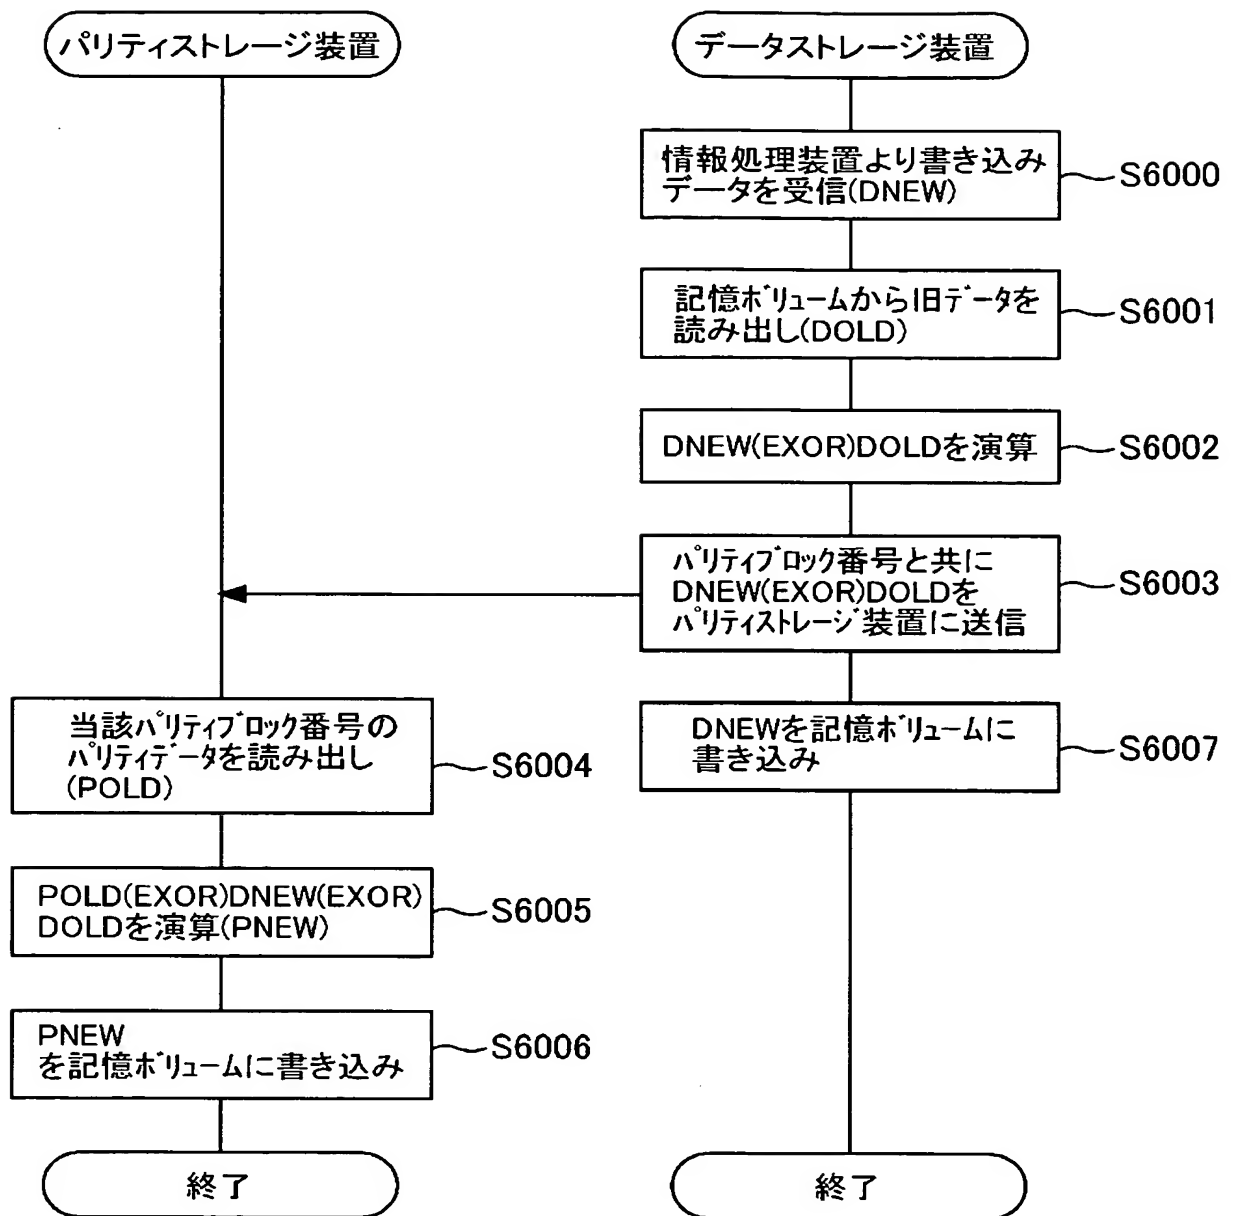 パリティストレージ装置
データストレージ装置
情報処理装置より書き込み
データを受信(DNEW)
S6000
記憶ボリュームから旧データを
読み出し(DOLD)
S6001
DNEW(EXOR)DOLDを演算
S6002
パリティブロック番号と共に
DNEW(EXOR)DOLDを
パリティストレージ装置に送信
S6003
当該パリティブロック番号の
パリティデータを読み出し
(POLD)
S6004
DNEWを記憶ボリュームに
書き込み
S6007
POLD(EXOR)DNEW(EXOR)
DOLDを演算(PNEW)
S6005
PNEW
を記憶ボリュームに書き込み
S6006
終了
終了